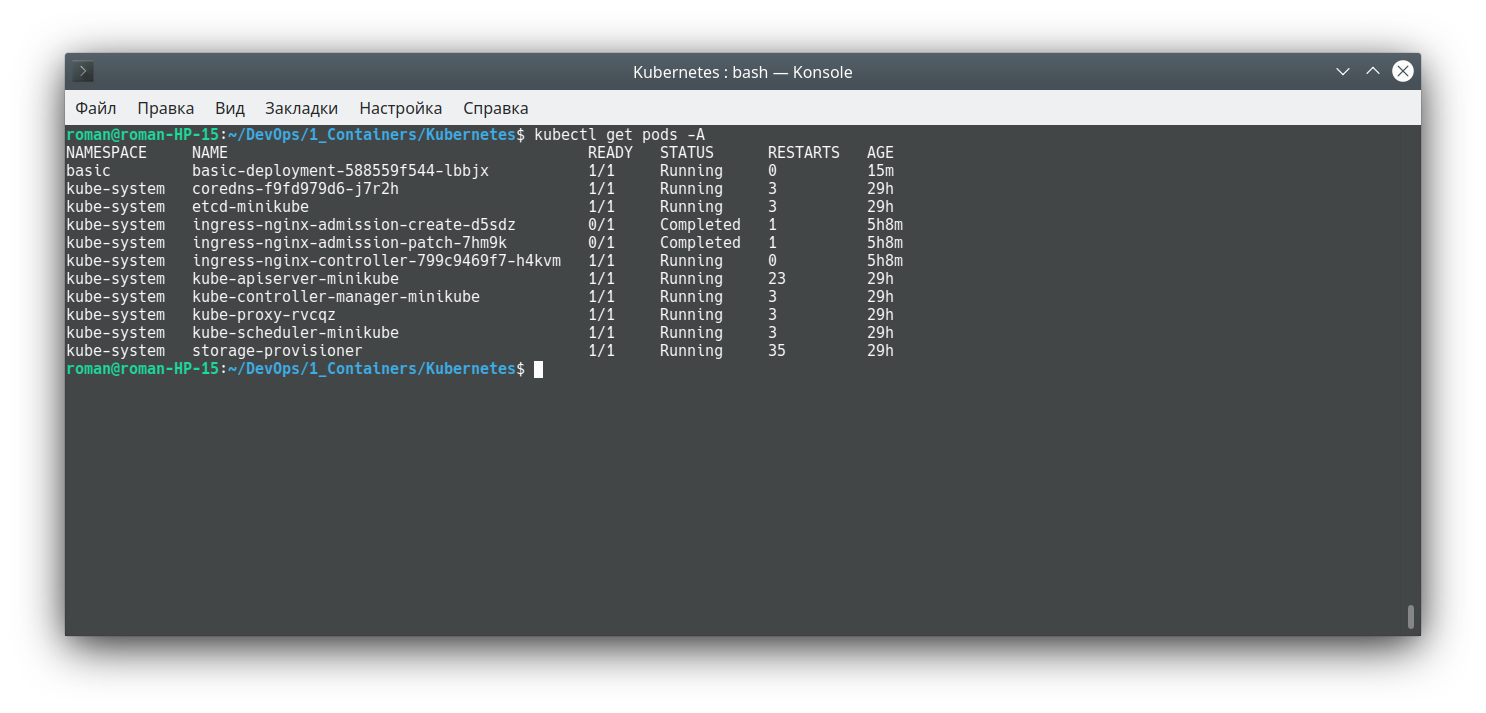 Kubernetes : bash — Konsole
Файл Правка Вид Закладки Настройка Справка
roman@roman-HP-15:~/DevOps/1_Containers/Kubernetes$ kubectl get pods -A
NAMESPACE NAME READY STATUS RESTARTS AGE
basic basic-deployment-588559f544-lbbjx 1/1 Running 0 15m
kube-system coredns-f9fd979d6-j7r2h 1/1 Running 3 29h
kube-system etcd-minikube 1/1 Running 3 29h
kube-system ingress-nginx-admission-create-d5sdz 0/1 Completed 1 5h8m
kube-system ingress-nginx-admission-patch-7hm9k 0/1 Completed 1 5h8m
kube-system ingress-nginx-controller-799c9469f7-h4kvm 1/1 Running 0 5h8m
kube-system kube-apiserver-minikube 1/1 Running 23 29h
kube-system kube-controller-manager-minikube 1/1 Running 3 29h
kube-system kube-proxy-rvcqz 1/1 Running 3 29h
kube-system kube-scheduler-minikube 1/1 Running 3 29h
kube-system storage-provisioner 1/1 Running 35 29h
roman@roman-HP-15:~/DevOps/1_Containers/Kubernetes$